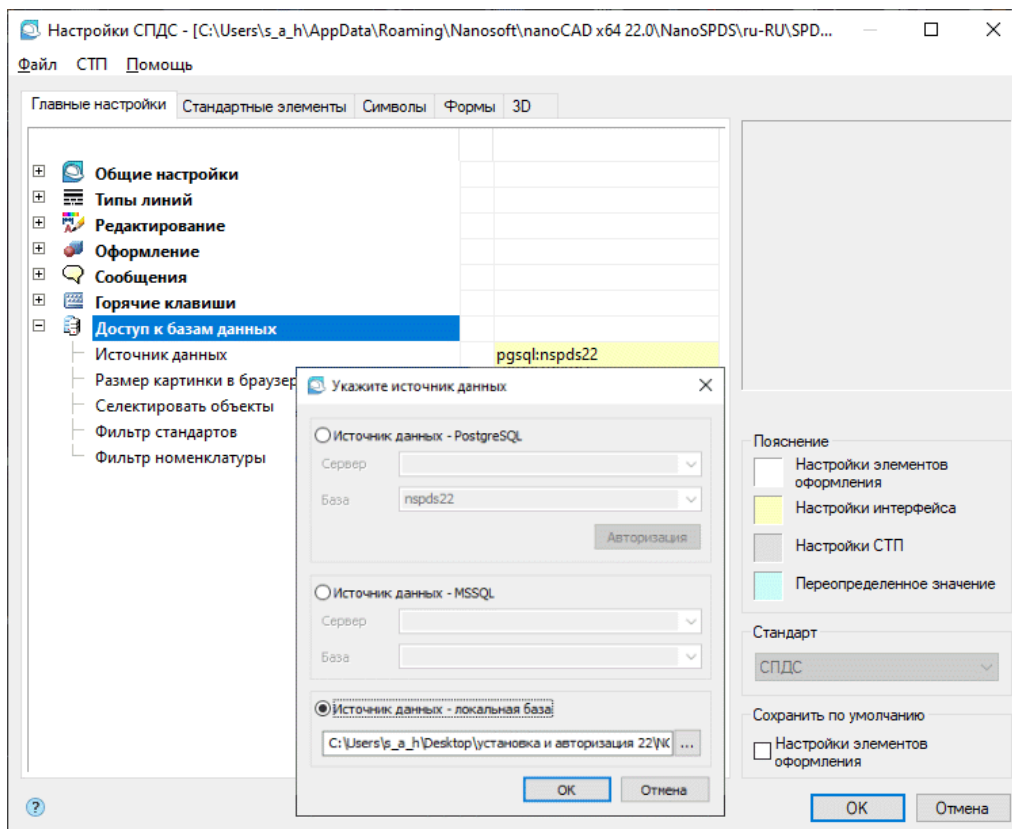 Настройки СПДС - [C:\Users\s_a_h\AppData\Roaming\Nanosoft\nanoCAD x64 22.0\NanoSPDS\ru-RU\SPD...
Файл СТП Помощь
Главные настройки Стандартные элементы Символы Формы 3D
Общие настройки
Типы линий
Редактирование
Оформление
Сообщения
Горячие клавиши
Доступ к базам данных
Источник данных pgsql:nspds22
Размер картинки в браузер
Селектировать объекты
Фильтр стандартов
Фильтр номенклатуры
Укажите источник данных
Источник данных - PostgreSQL
Сервер
База nspds22
Авторизация
Источник данных - MSSQL
Сервер
База
Источник данных - локальная база
C:\Users\s_a_h\Desktop\установка и авторизация 22\NC ...
ОК Отмена
Пояснение
Настройки элементов
оформления
Настройки интерфейса
Настройки СТП
Переопределенное значение
Стандарт
СПДС
Сохранить по умолчанию
Настройки элементов
оформления
? ОК Отмена